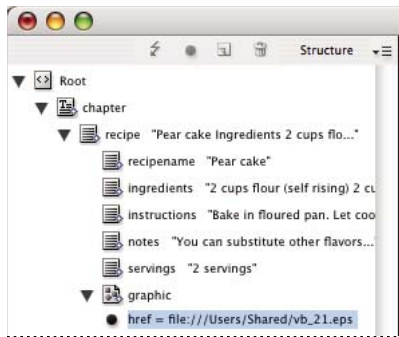 Structure
Root
chapter
recipe "Pear cake Ingredients 2 cups flo..."
recipename "Pear cake"
ingredients "2 cups flour (self rising) 2 cu
instructions "Bake in floured pan. Let coo
notes "You can substitute other flavors...
servings "2 servings"
graphic
href = file:///Users/Shared/vb_21.eps